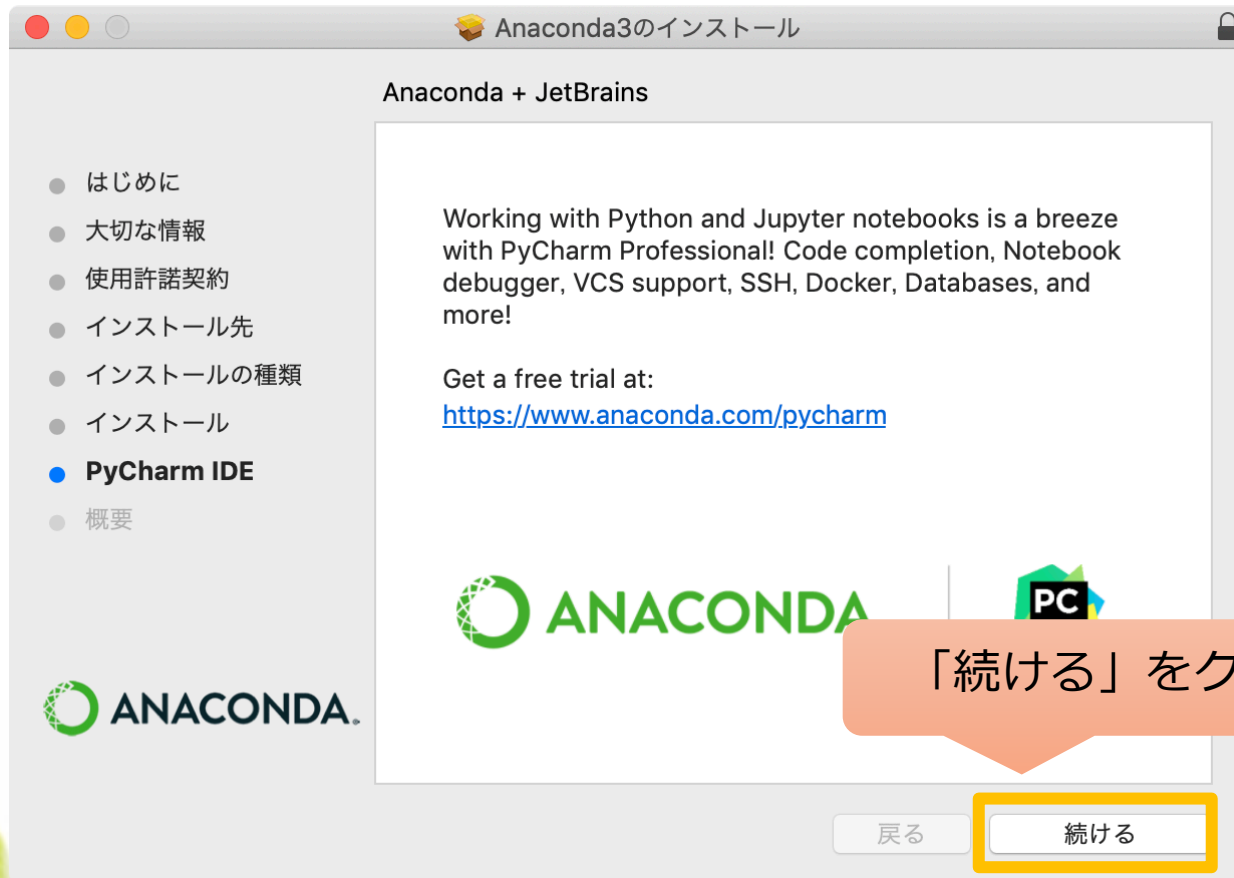 Anaconda3のインストール
Anaconda + JetBrains
はじめに
大切な情報
使用許諾契約
インストール先
インストールの種類
インストール
PyCharm IDE
概要
Working with Python and Jupyter notebooks is a breeze
with PyCharm Professional! Code completion, Notebook
debugger, VCS support, SSH, Docker, Databases, and
more!
Get a free trial at:
https://www.anaconda.com/pycharm
ANACONDA
PC
「続ける」をク
ANACONDA.
戻る
続ける